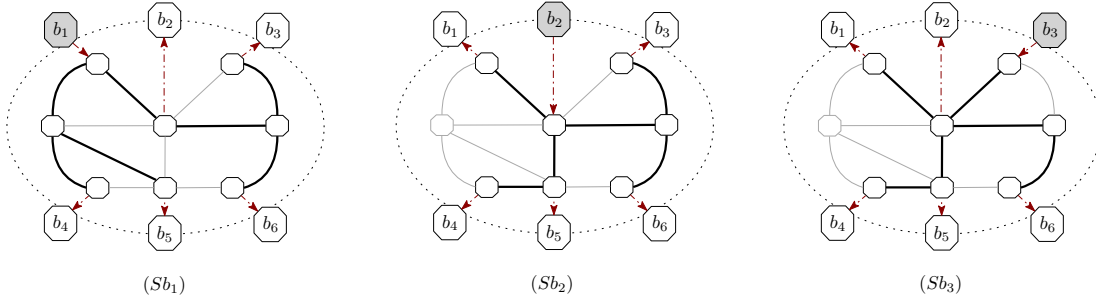 b₁ b₂ b₃ b₁ b₂ b₃ b₁ b₂ b₃
b₄ b₅ b₆ b₄ b₅ b₆ b₄ b₅ b₆
(Sb₁) (Sb₂) (Sb₃)